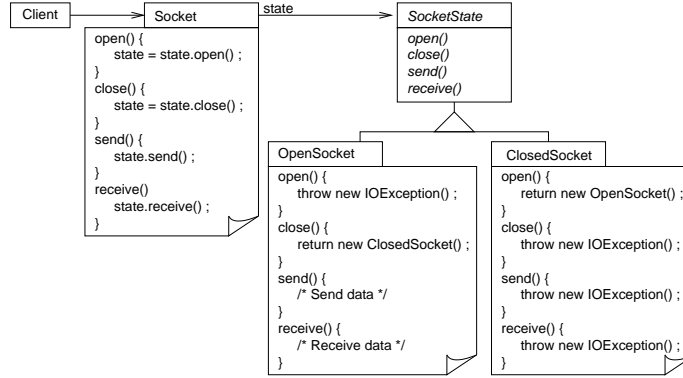 Client
Socket
state
SocketState
open()
close()
send()
receive()
open() {
state = state.open() ;
}
close() {
state = state.close() ;
}
send() {
state.send() ;
}
receive()
state.receive() ;
}
OpenSocket
open() {
throw new IOException() ;
}
close() {
return new ClosedSocket() ;
}
send() {
/* Send data */
}
receive() {
/* Receive data */
}
ClosedSocket
open() {
return new OpenSocket() ;
}
close() {
throw new IOException() ;
}
send() {
throw new IOException() ;
}
receive() {
throw new IOException() ;
}